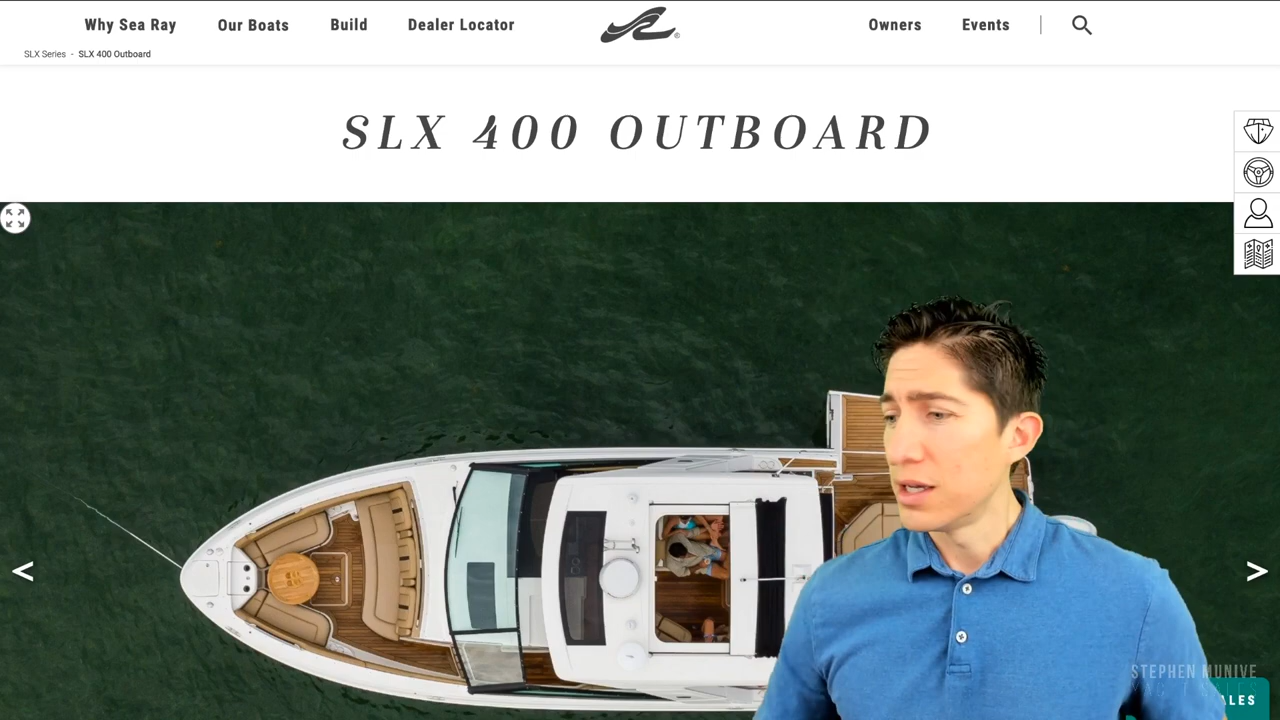 Why Sea Ray
Our Boats
Build
Dealer Locator
Owners
Events
SLX Series - SLX 400 Outboard
SLX 400 OUTBOARD
<
>
STEPHEN MUNIVE